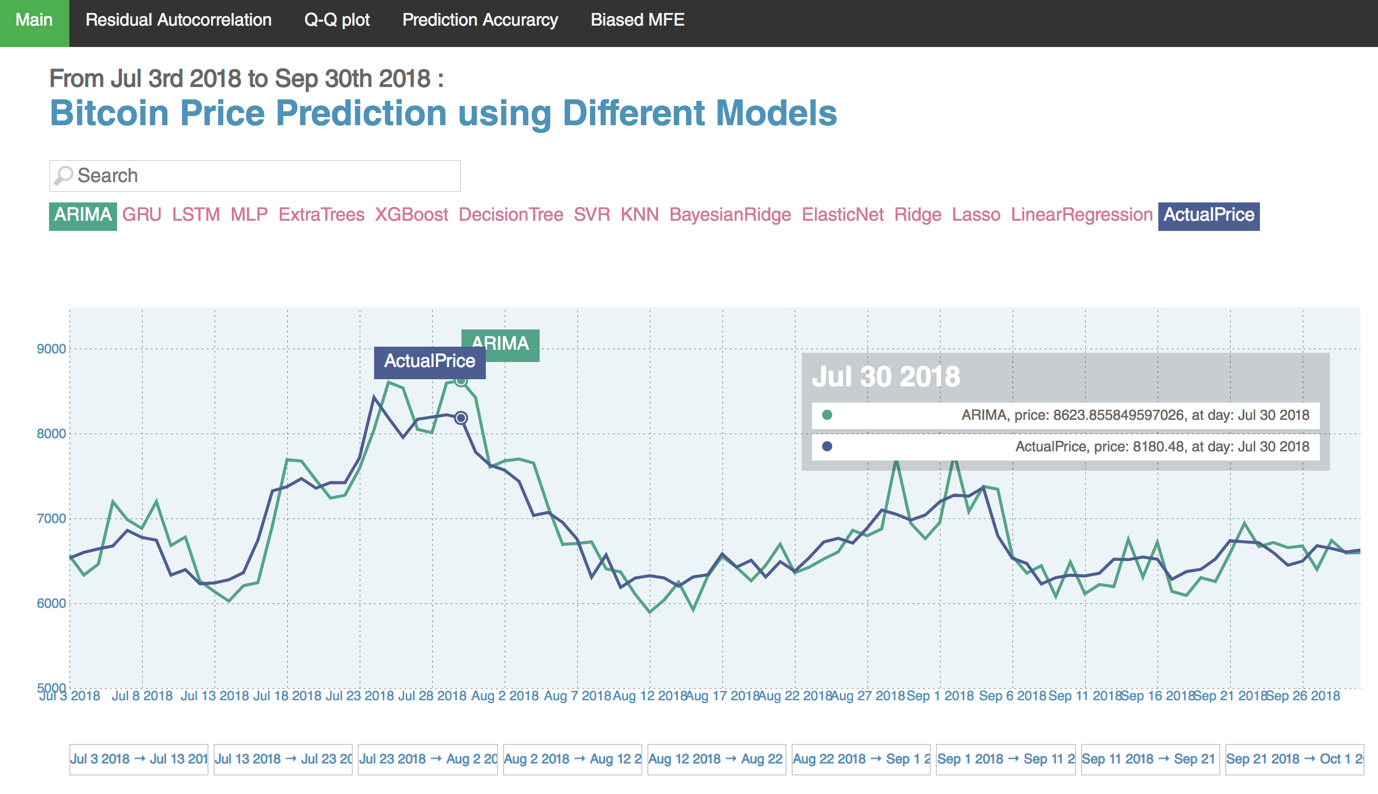 Main Residual Autocorrelation Q-Q plot Prediction Accurarcy Biased MFE
From Jul 3rd 2018 to Sep 30th 2018 :
Bitcoin Price Prediction using Different Models
Search
ARIMA GRU LSTM MLP ExtraTrees XGBoost DecisionTree SVR KNN BayesianRidge ElasticNet Ridge Lasso LinearRegression ActualPrice
9000
ARIMA
ActualPrice
Jul 30 2018
ARIMA, price: 8623.855849597026, at day: Jul 30 2018
8000
ActualPrice, price: 8180.48, at day: Jul 30 2018
7000
6000
5000
Jul 3 2018 Jul 8 2018 Jul 13 2018 Jul 18 2018 Jul 23 2018 Jul 28 2018 Aug 2 2018 Aug 7 2018 Aug 12 2018 Aug 17 2018 Aug 22 2018 Aug 27 2018 Sep 1 2018 Sep 6 2018 Sep 11 2018 Sep 16 2018 Sep 21 2018 Sep 26 2018
Jul 3 2018 → Jul 13 201 Jul 13 2018 → Jul 23 20 Jul 23 2018 → Aug 2 20 Aug 2 2018 → Aug 12 2 Aug 12 2018 → Aug 22 Aug 22 2018 → Sep 1 2 Sep 1 2018 → Sep 11 2 Sep 11 2018 → Sep 21 Sep 21 2018 → Oct 1 20